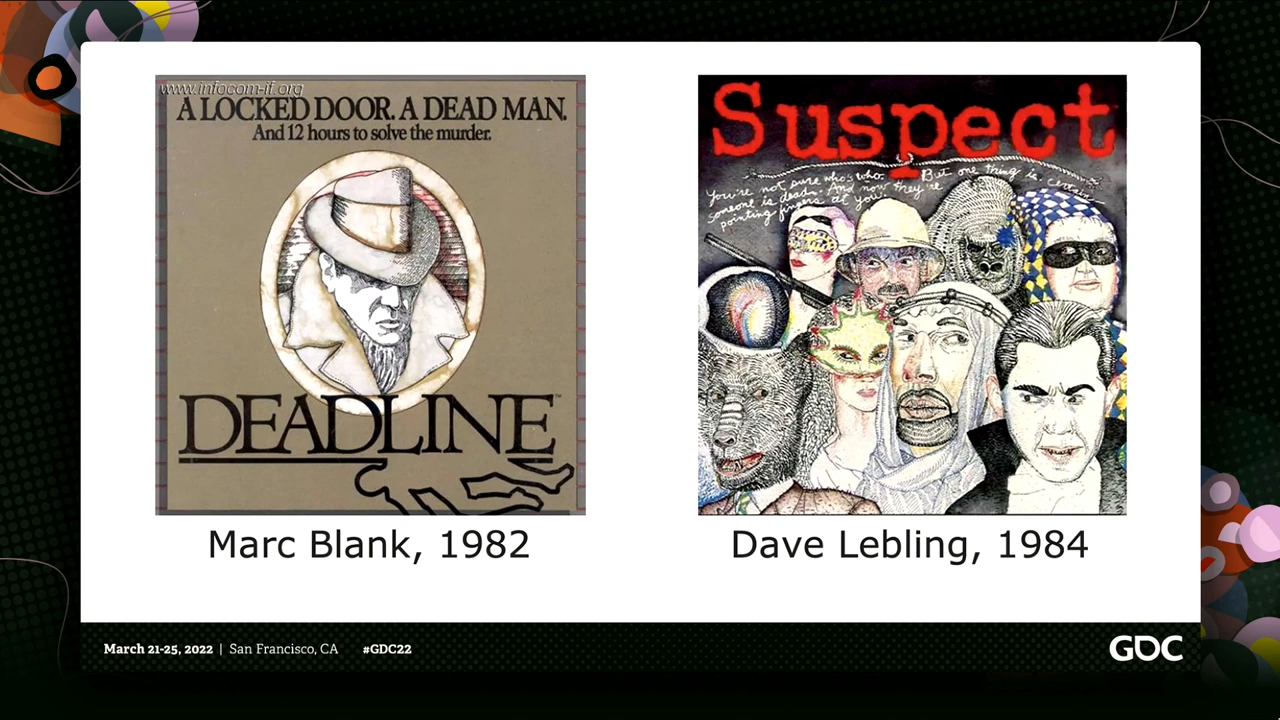 www.infocom-if.org
A LOCKED DOOR. A DEAD MAN.
And 12 hours to solve the murder.
DEADLINE
Marc Blank, 1982
Suspect
You're not sure who's who. But one thing is certain
someone is dead. And now they're
pointing fingers at you
Dave Lebling, 1984
March 21-25, 2022 | San Francisco, CA #GDC22
GDC